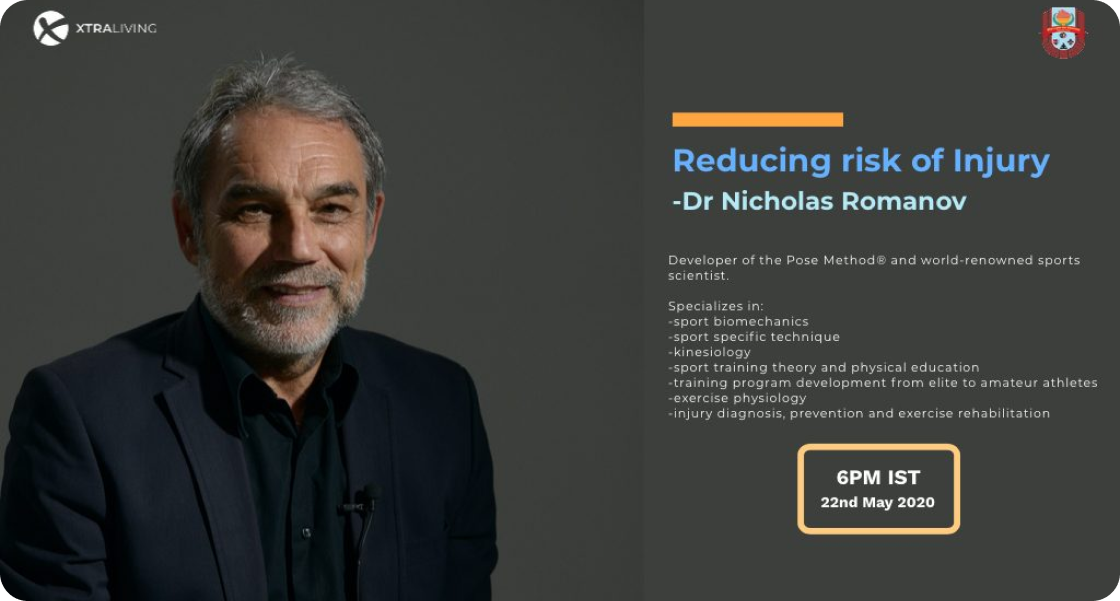 XTRALIVING
Reducing risk of Injury
-Dr Nicholas Romanov
Developer of the Pose Method® and world-renowned sports
scientist.
Specializes in:
-sport biomechanics
-sport specific technique
-kinesiology
-sport training theory and physical education
-training program development from elite to amateur athletes
-exercise physiology
-injury diagnosis, prevention and exercise rehabilitation
6PM IST
22nd May 2020